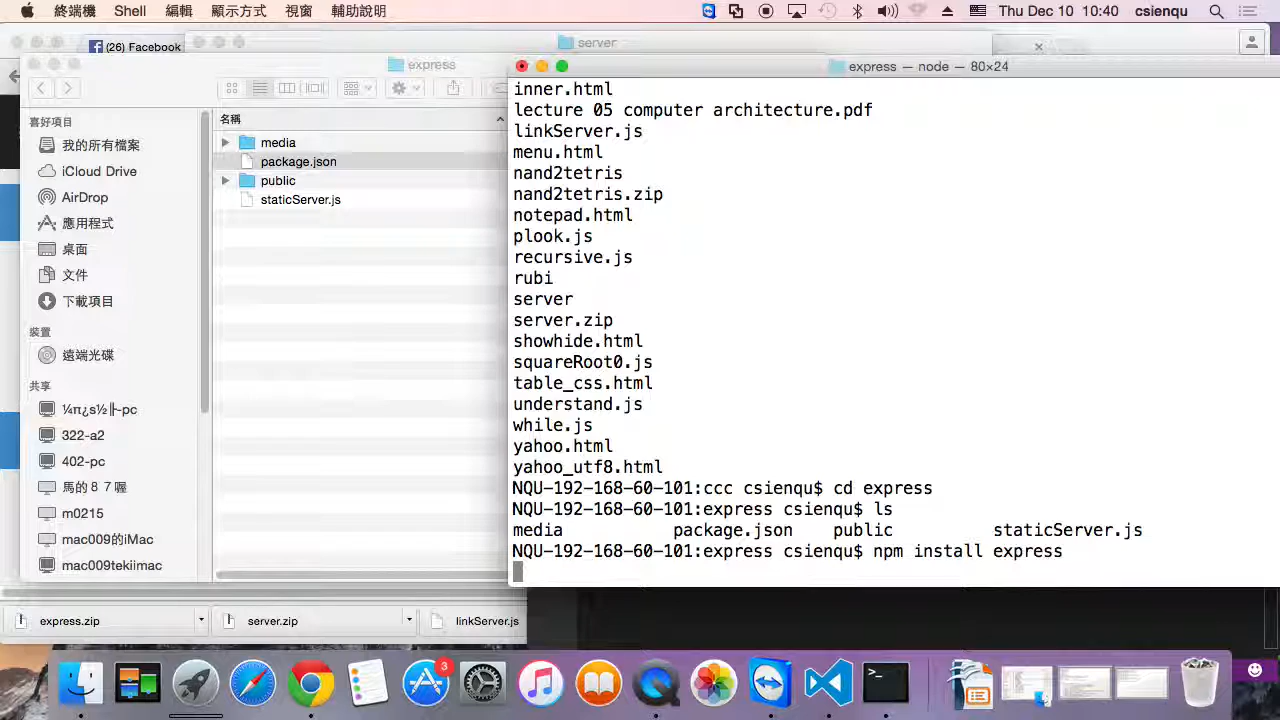 終端機 Shell 編輯 顯示方式 視窗 輔助說明 Thu Dec 10 10:40 csienqu
(26) Facebook
server
express
express — node — 80×24
名稱
media
package.json
public
staticServer.js
喜好項目
我的所有檔案
iCloud Drive
AirDrop
應用程式
桌面
文件
下載項目
裝置
遠端光碟
共享
¼π¿s½╟-pc
322-a2
402-pc
馬的８７喔
m0215
mac009的iMac
mac009tekiimac
inner.html
lecture 05 computer architecture.pdf
linkServer.js
menu.html
nand2tetris
nand2tetris.zip
notepad.html
plook.js
recursive.js
rubi
server
server.zip
showhide.html
squareRoot0.js
table_css.html
understand.js
while.js
yahoo.html
yahoo_utf8.html
NQU-192-168-60-101:ccc csienqu$ cd express
NQU-192-168-60-101:express csienqu$ ls
media package.json public staticServer.js
NQU-192-168-60-101:express csienqu$ npm install express
express.zip
server.zip
linkServer.js
3